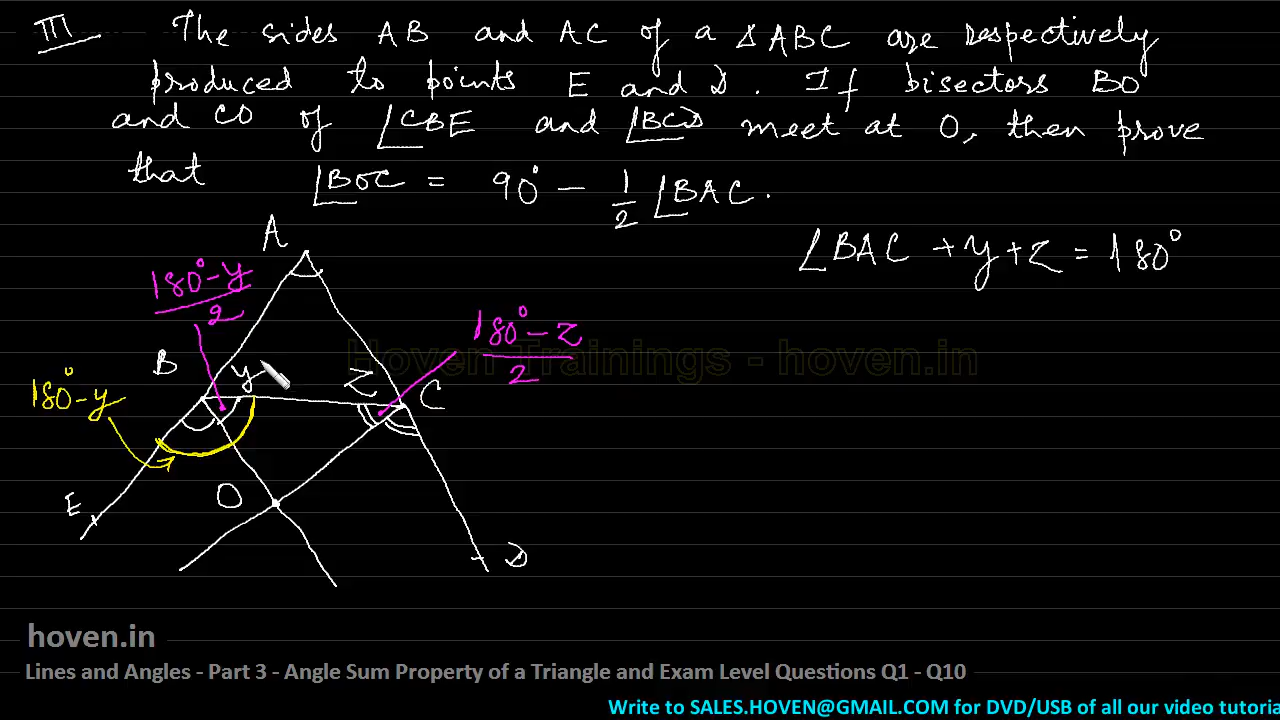 III The sides AB and AC of a ΔABC are respectively
produced to points E and D. If bisectors BO
and CO of ∠CBE and ∠BCD meet at O, then prove
that ∠BOC = 90° - 1/2 ∠BAC.
∠BAC + y + z = 180°
A
(180° - y)/2
(180° - z)/2
B
y
z
C
180° - y
Hoven Trainings - hoven.in
E
O
D
hoven.in
Lines and Angles - Part 3 - Angle Sum Property of a Triangle and Exam Level Questions Q1 - Q10
Write to SALES.HOVEN@GMAIL.COM for DVD/USB of all our video tutoria